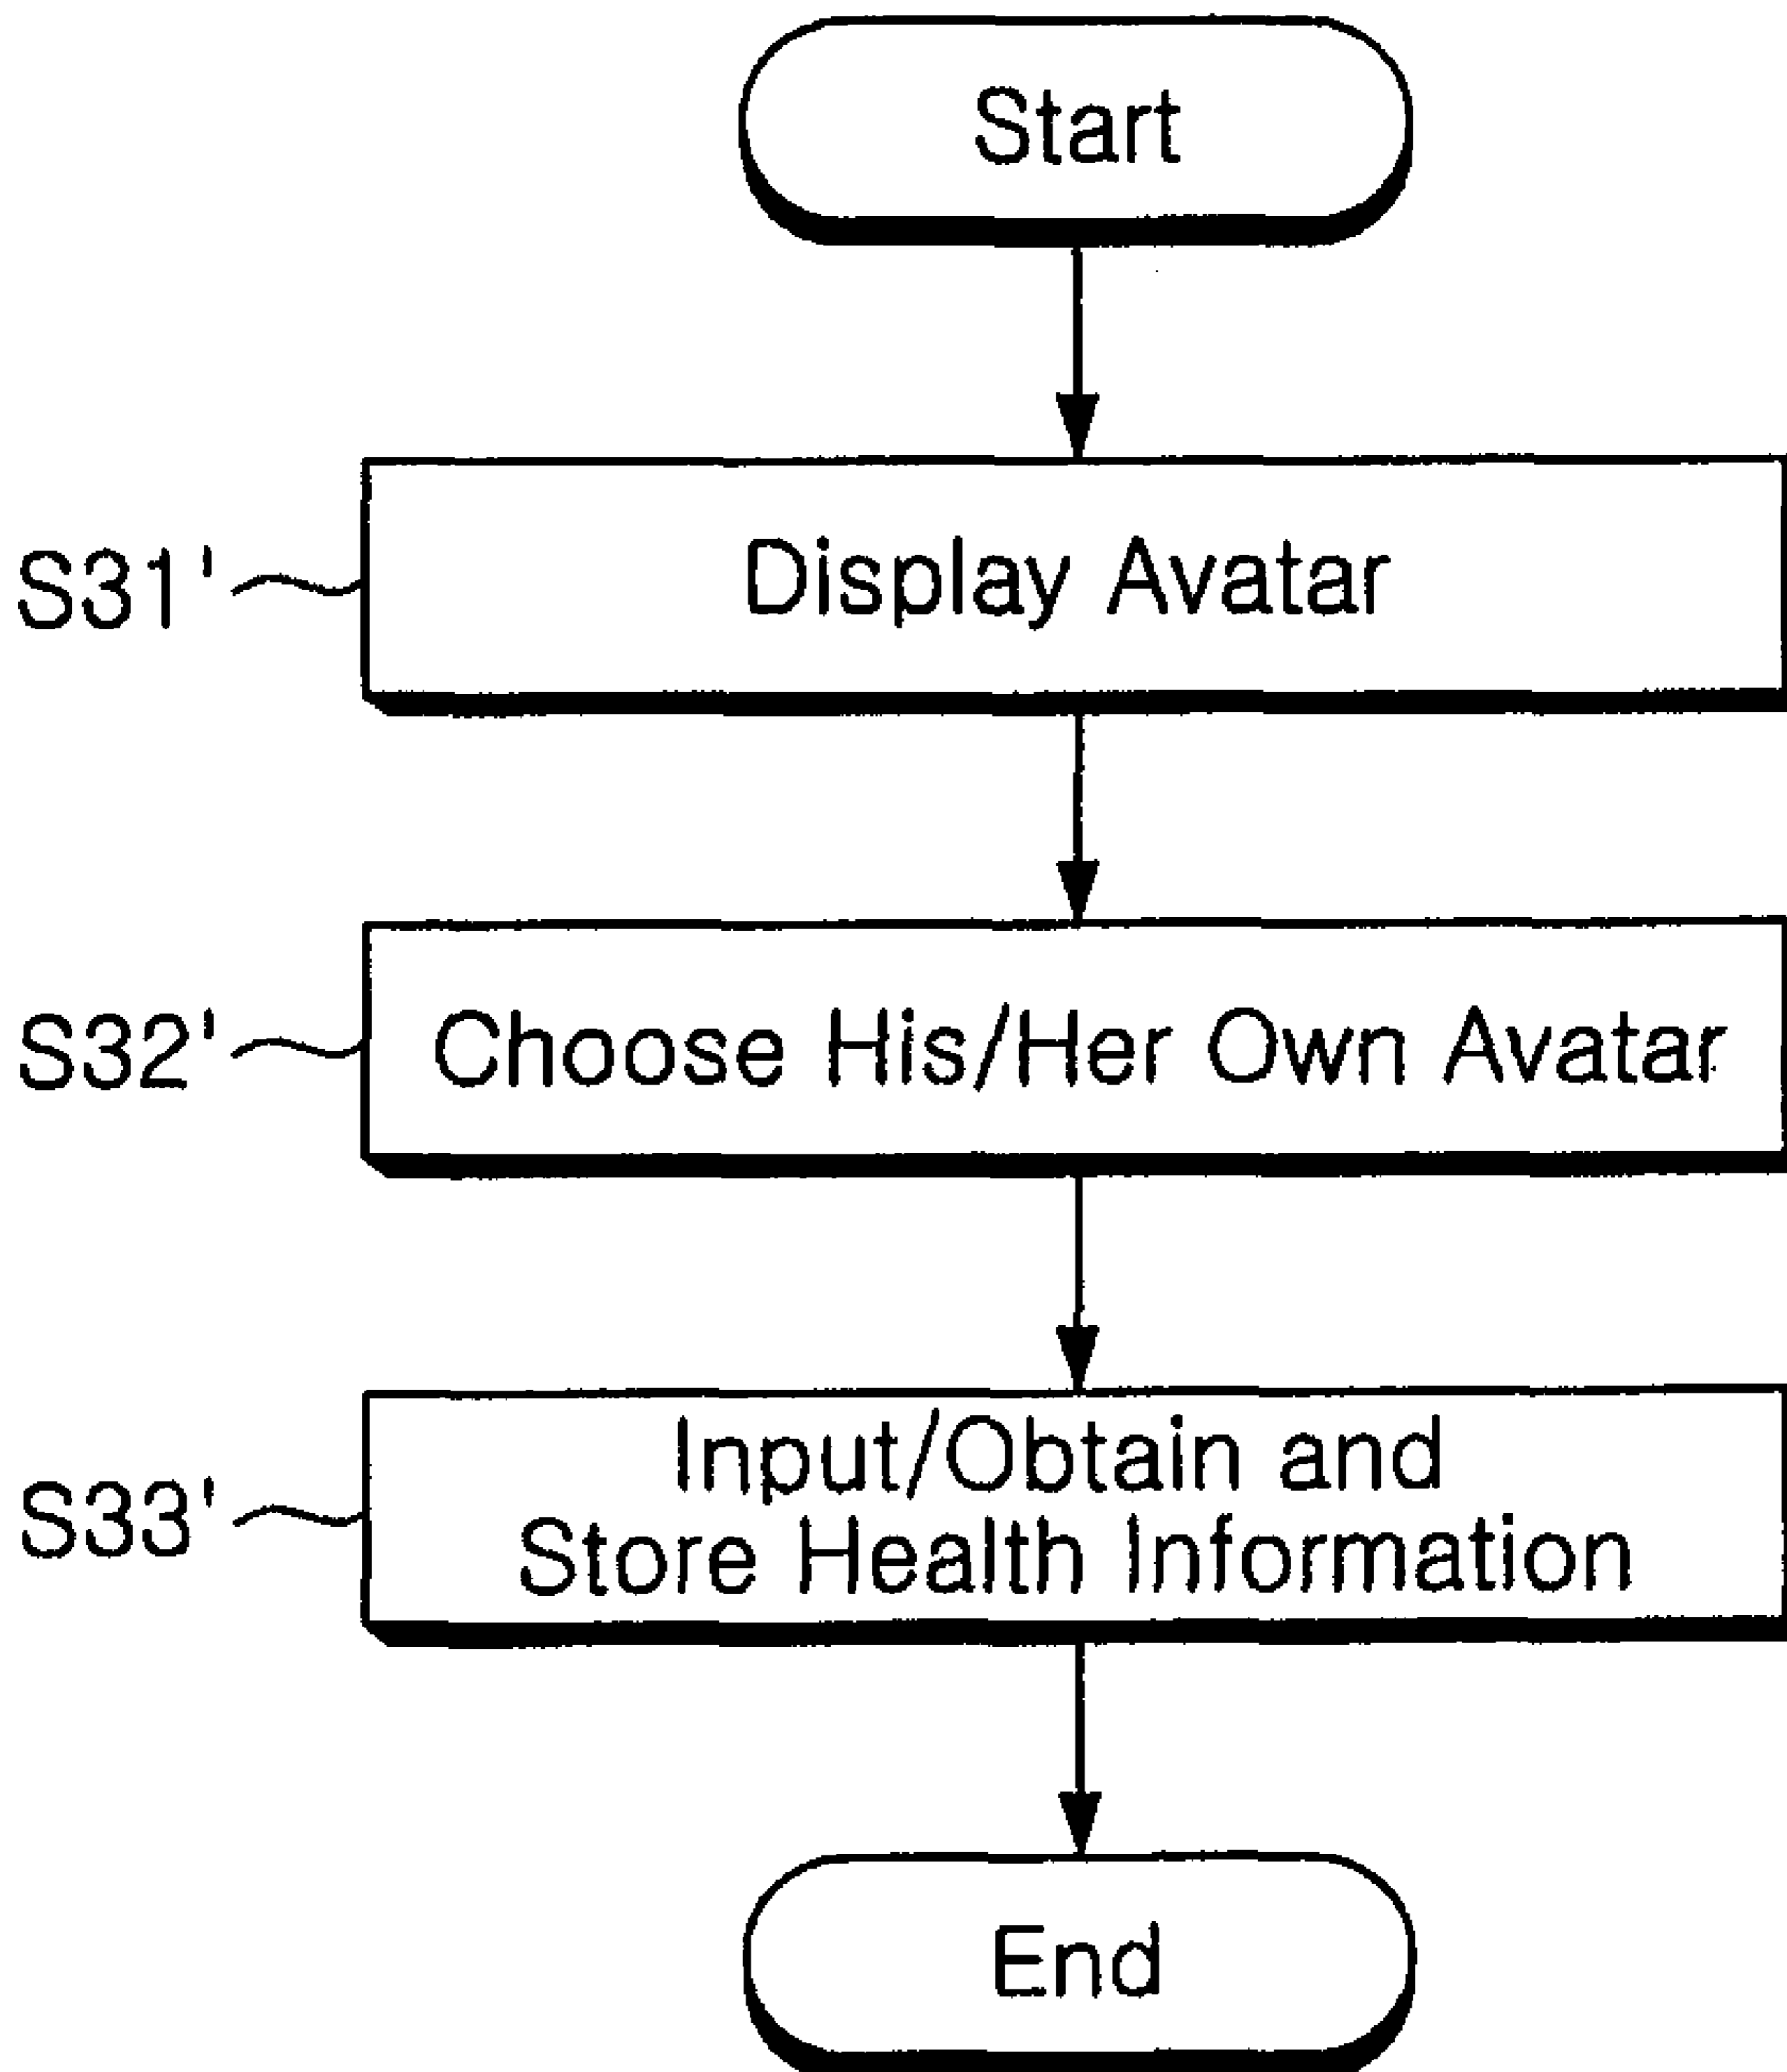 Start
S31'
Display Avatar
S32'
Choose His/Her Own Avatar
S33'
Input/Obtain and
Store Health Information
End